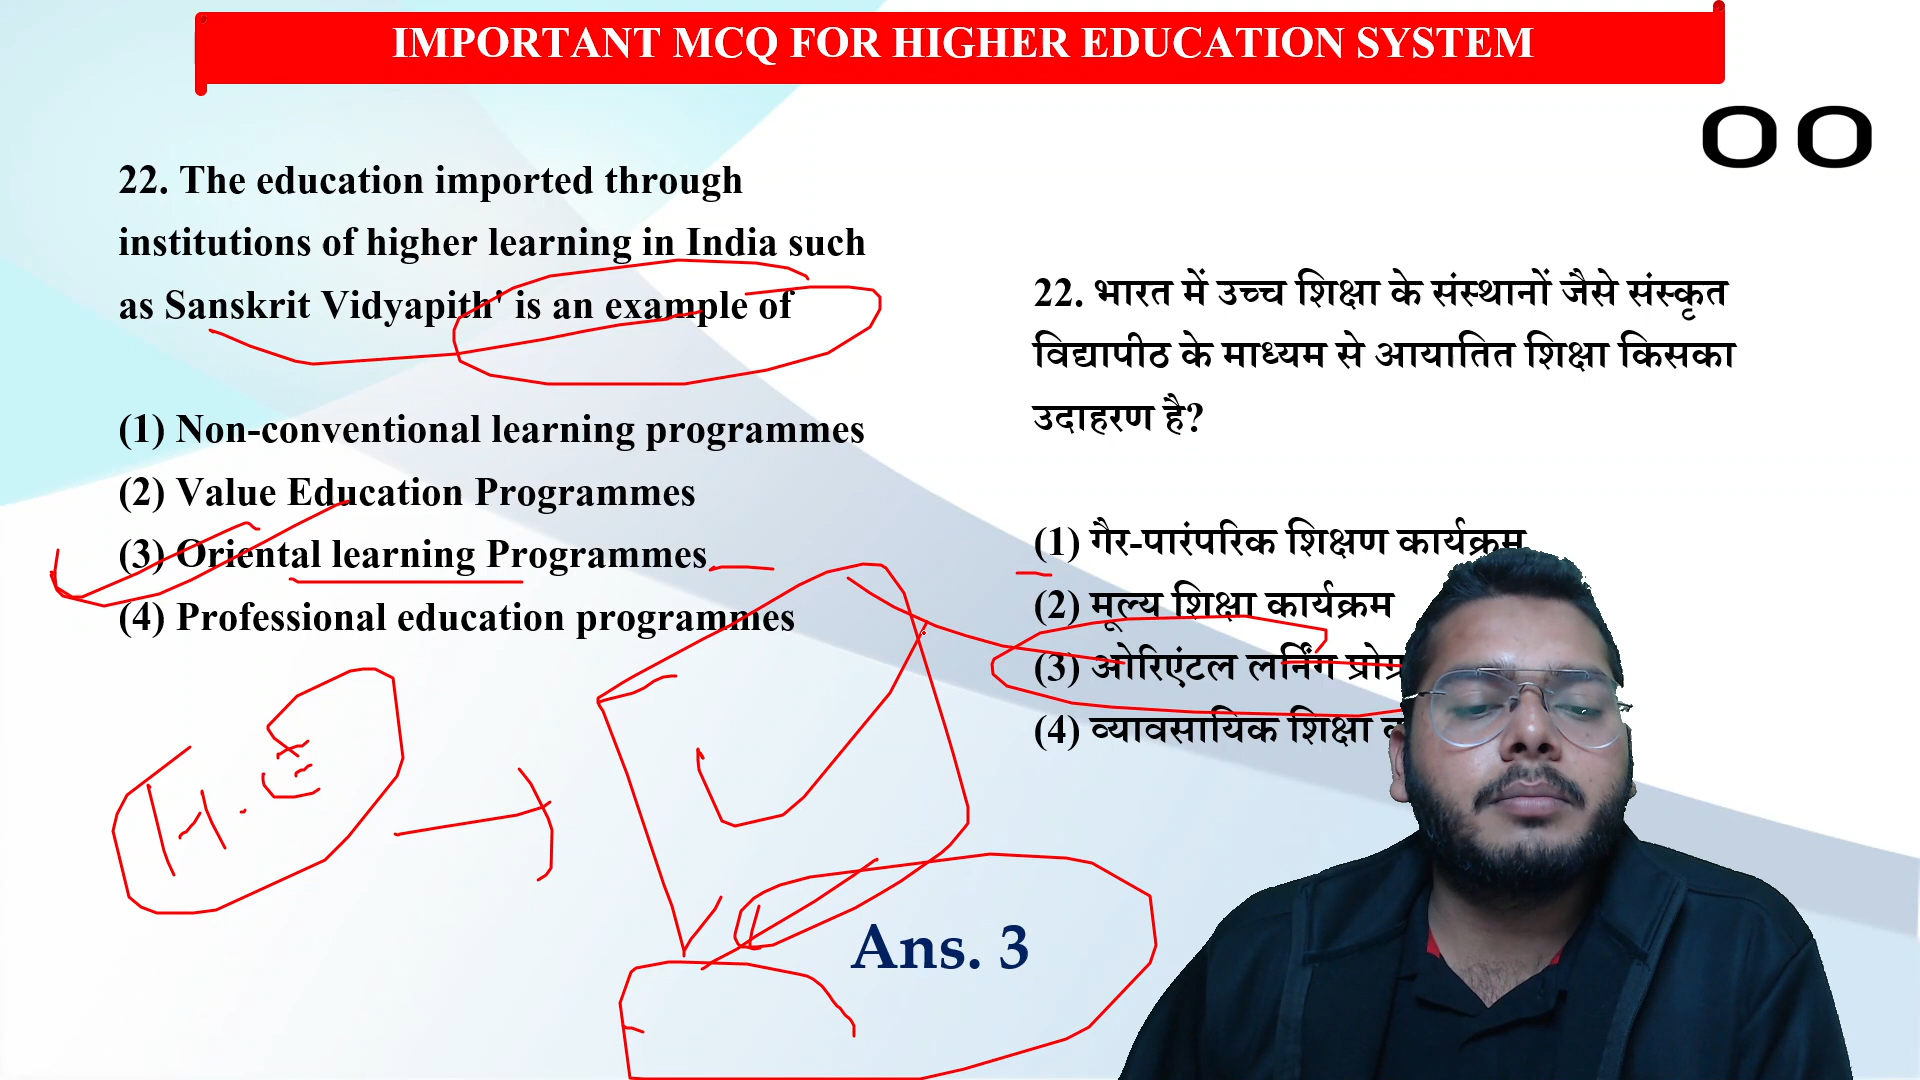 IMPORTANT MCQ FOR HIGHER EDUCATION SYSTEM
00
22. The education imported through
institutions of higher learning in India such
as Sanskrit Vidyapith' is an example of
(1) Non-conventional learning programmes
(2) Value Education Programmes
(3) Oriental learning Programmes
(4) Professional education programmes
22. भारत में उच्च शिक्षा के संस्थानों जैसे संस्कृत
विद्यापीठ के माध्यम से आयातित शिक्षा किसका
उदाहरण है?
(1) गैर-पारंपरिक शिक्षण कार्यक्रम
(2) मूल्य शिक्षा कार्यक्रम
(3) ओरिएंटल लर्निंग
(4) व्यावसायिक शिक्षा
H.E
Ans. 3